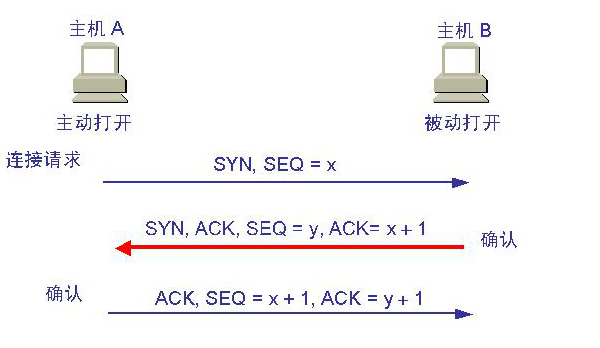 主机 A
主机 B
主动打开
被动打开
连接请求
SYN, SEQ = x
SYN, ACK, SEQ = y, ACK= x + 1
确认
确认
ACK, SEQ = x + 1, ACK = y + 1